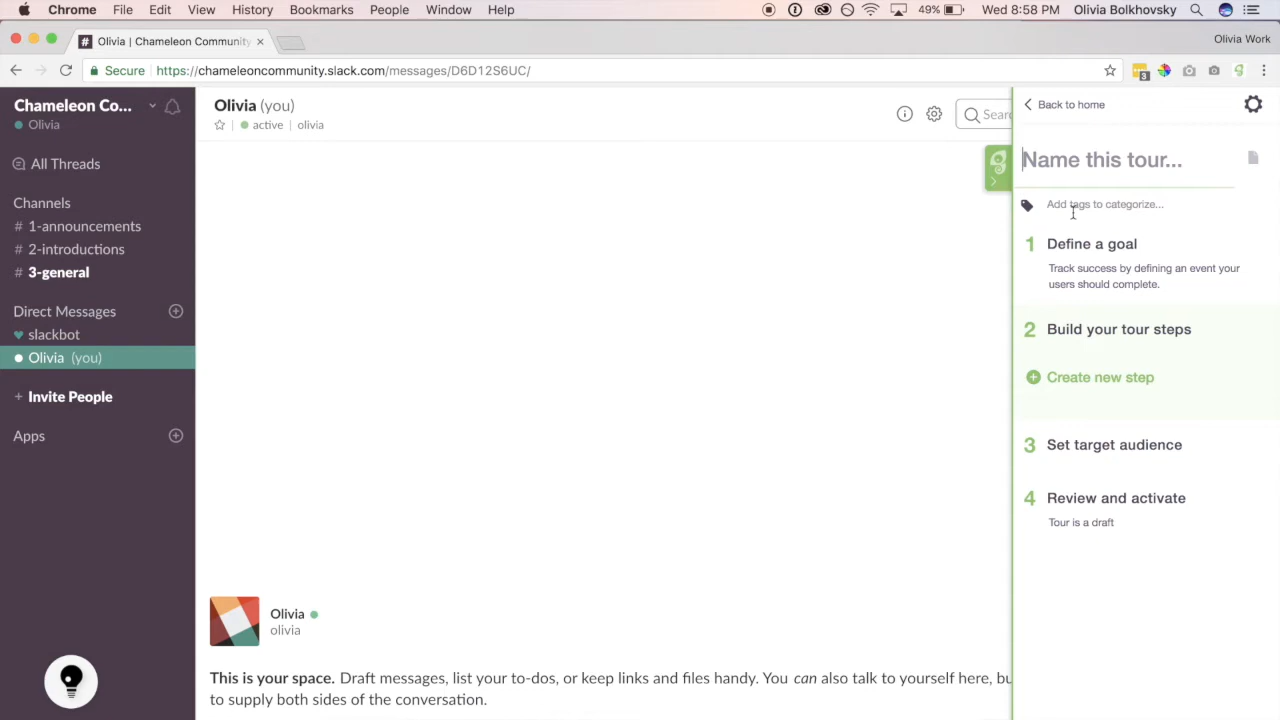 Chrome File Edit View History Bookmarks People Window Help 49% Wed 8:58 PM Olivia Bolkhovsky
# Olivia | Chameleon Community × Olivia Work
Secure https://chameleoncommunity.slack.com/messages/D6D12S6UC/ 3
Chameleon Co...
Olivia
All Threads
Channels
# 1-announcements
# 2-introductions
# 3-general
Direct Messages
slackbot
Olivia (you)
+ Invite People
Apps
Olivia (you)
active | olivia
Sear
Olivia
olivia
This is your space. Draft messages, list your to-dos, or keep links and files handy. You can also talk to yourself here, bu
to supply both sides of the conversation.
Back to home
Name this tour...
Add tags to categorize...
1 Define a goal
Track success by defining an event your
users should complete.
2 Build your tour steps
Create new step
3 Set target audience
4 Review and activate
Tour is a draft